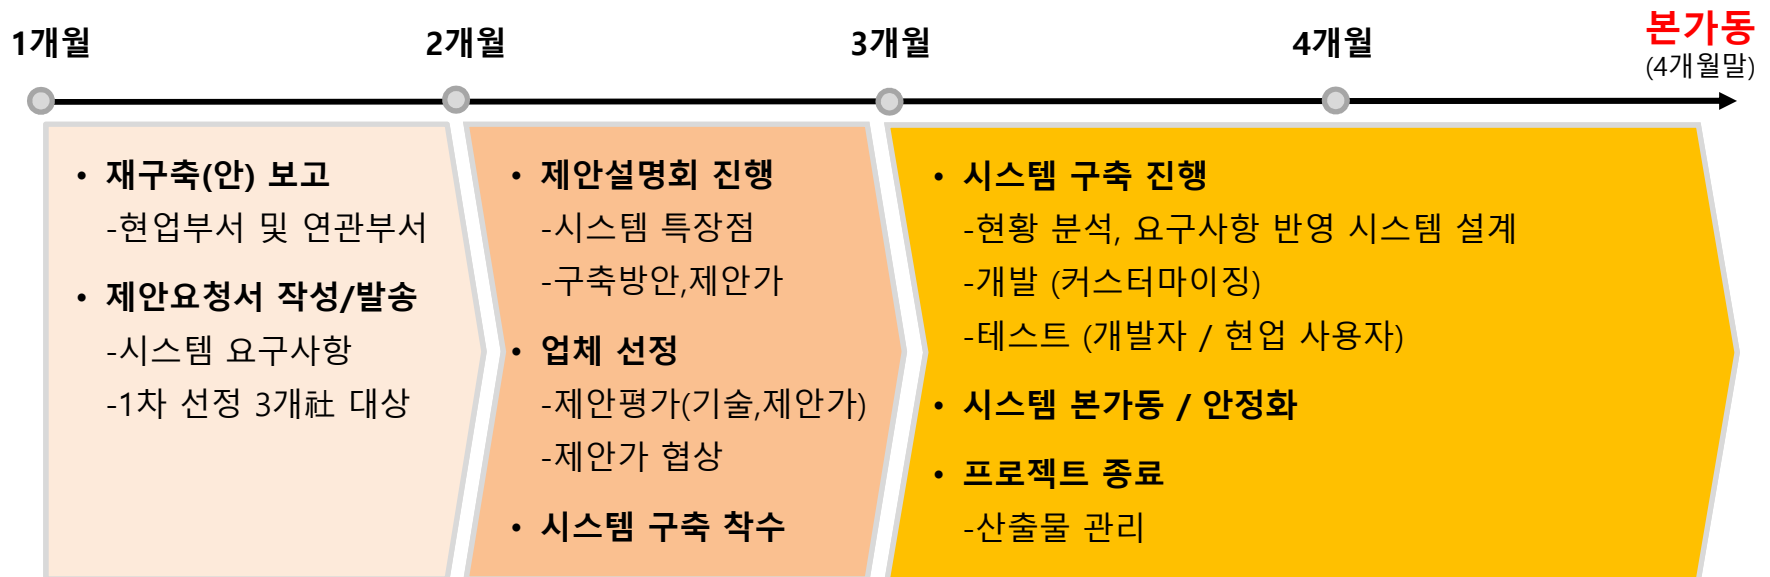 1개월
2개월
3개월
4개월
본가동
(4개월말)
• 재구축(안) 보고
-현업부서 및 연관부서
• 제안요청서 작성/발송
-시스템 요구사항
-1차 선정 3개社 대상
• 제안설명회 진행
-시스템 특장점
-구축방안,제안가
• 업체 선정
-제안평가(기술,제안가)
-제안가 협상
• 시스템 구축 착수
• 시스템 구축 진행
-현황 분석, 요구사항 반영 시스템 설계
-개발 (커스터마이징)
-테스트 (개발자 / 현업 사용자)
• 시스템 본가동 / 안정화
• 프로젝트 종료
-산출물 관리